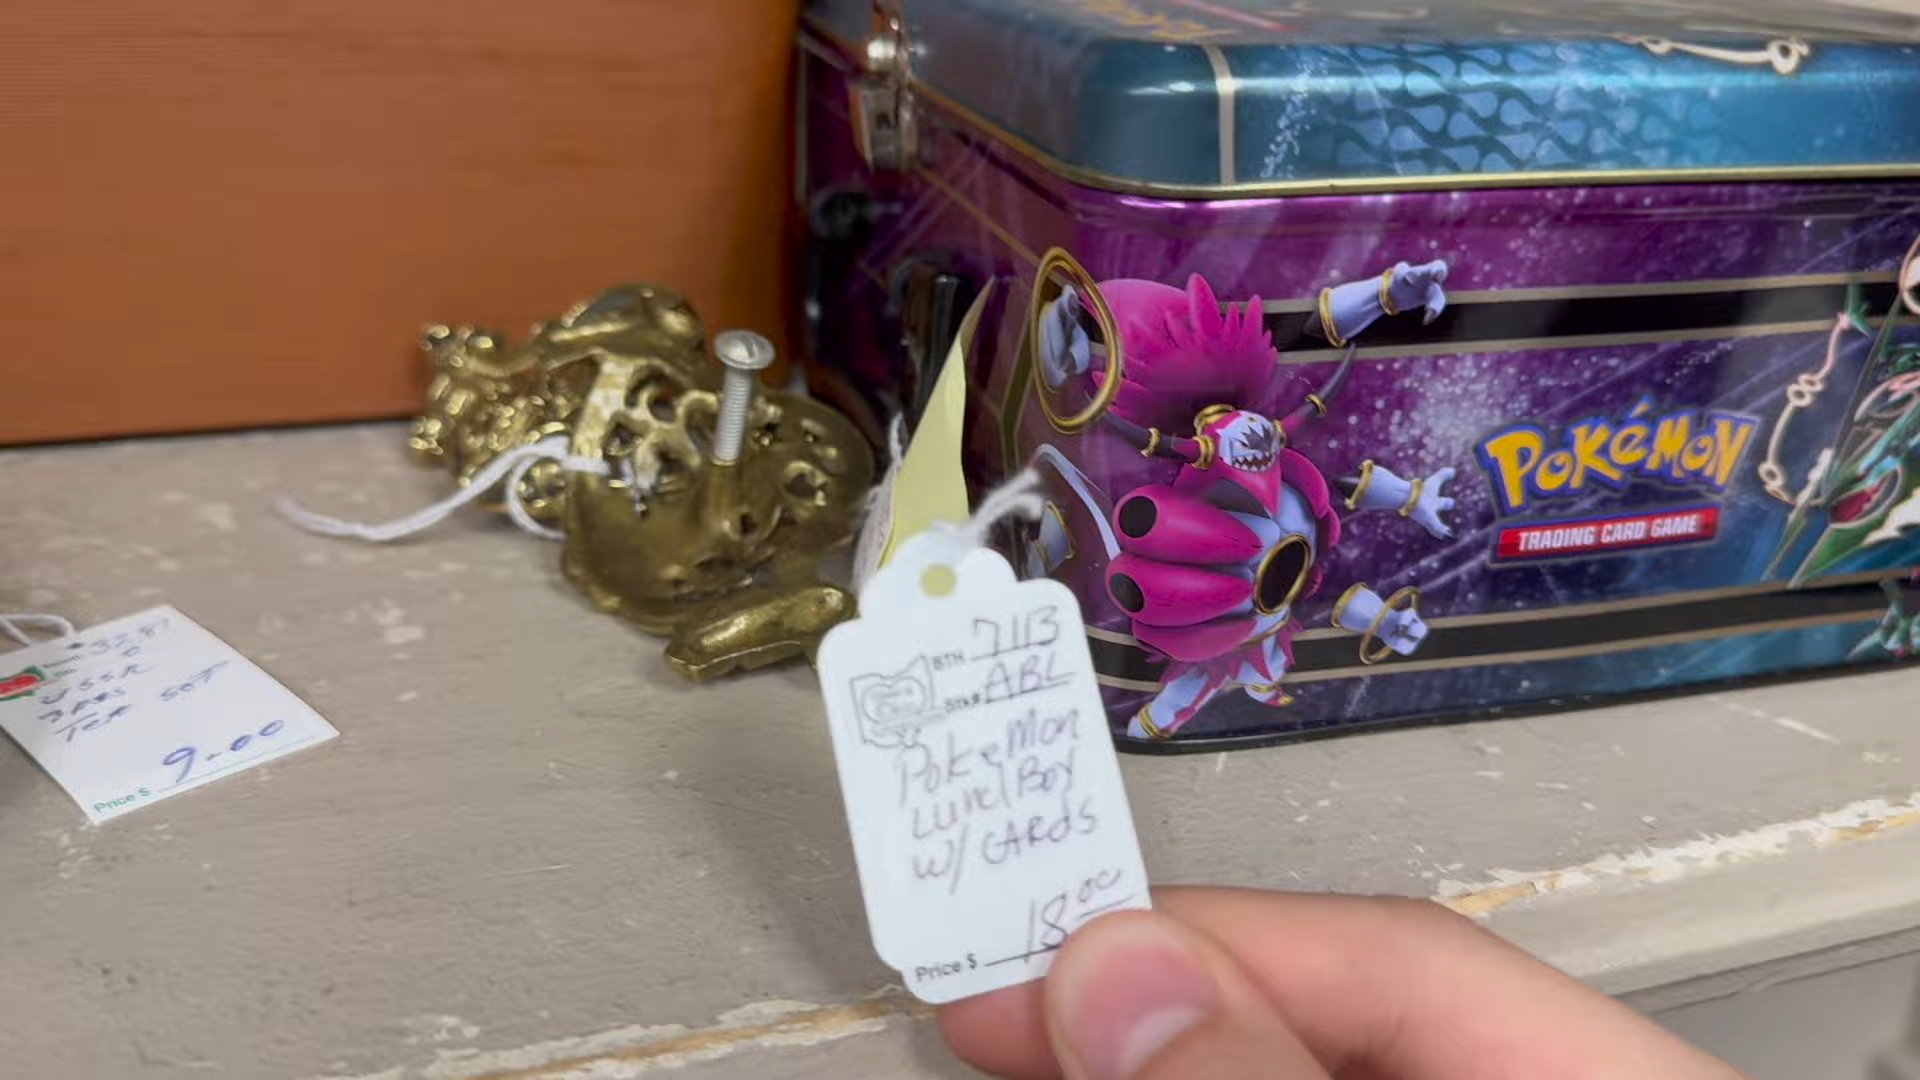 Pokémon
TRADING CARD GAME
BTH 7113
Stk# ABL
PokeMon
Lunch Box
w/ CARDS
Price $ 18.00
9.00
Price $